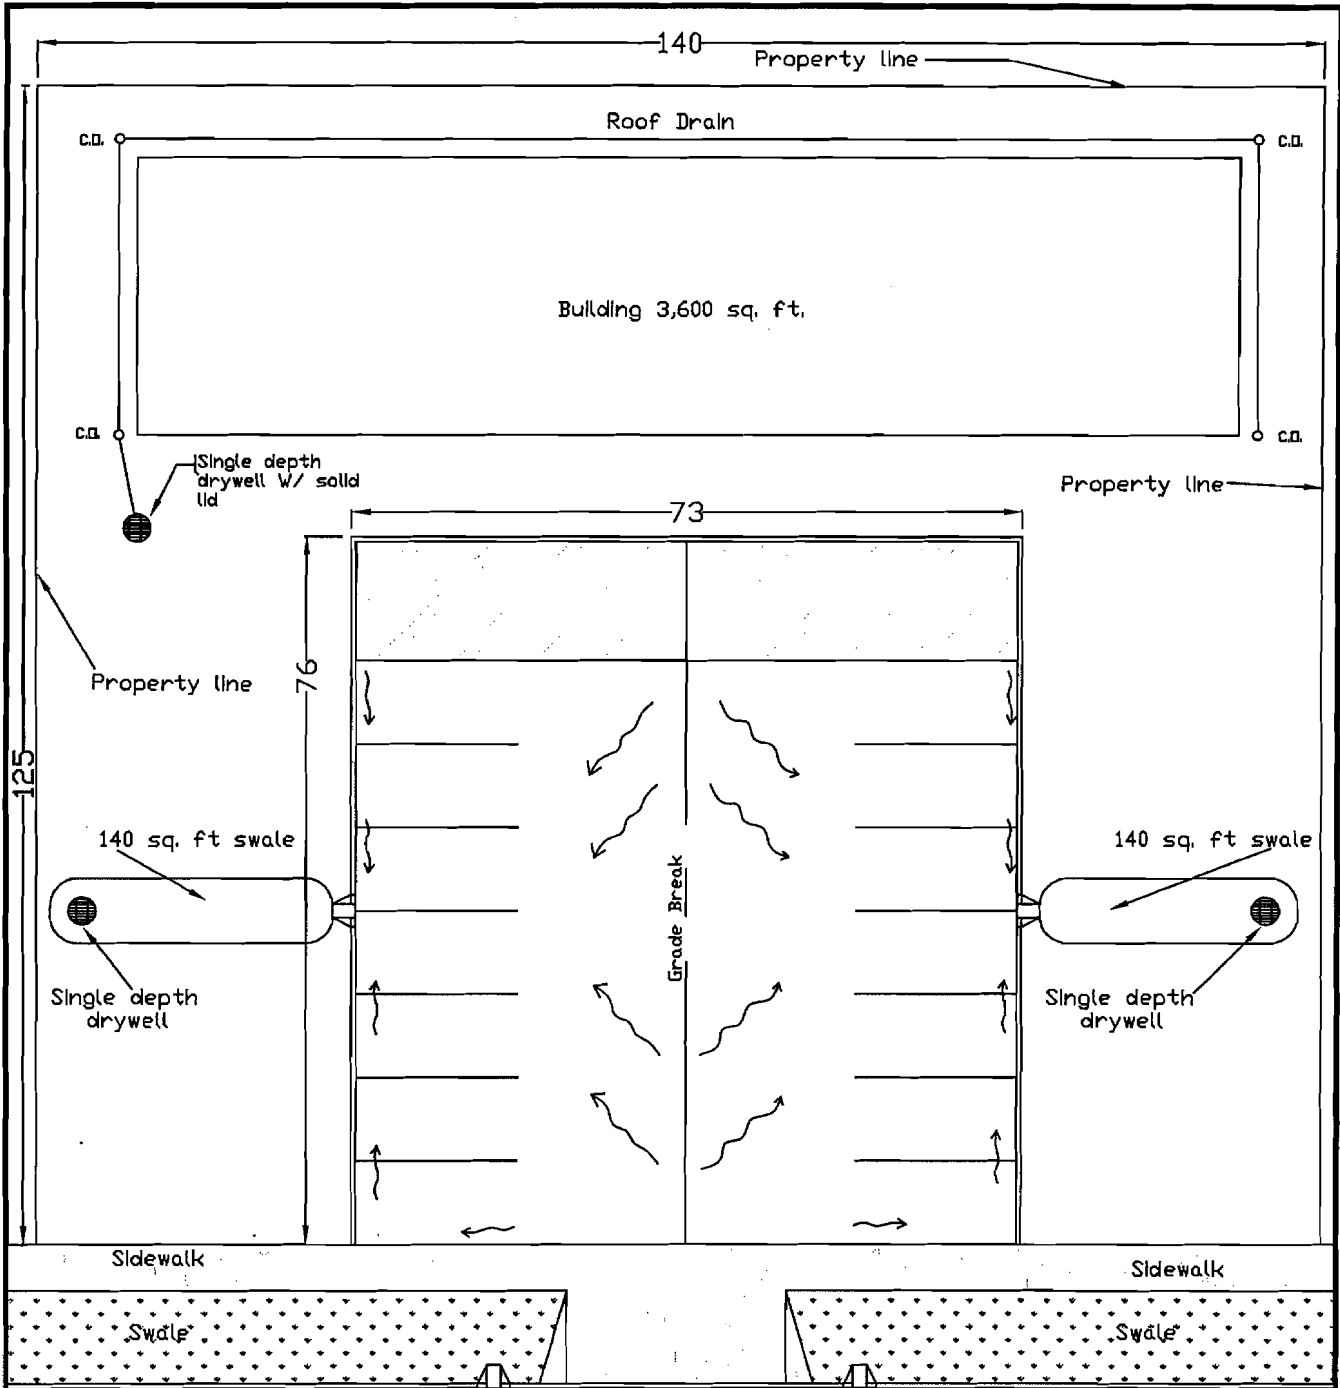 140
Property line
Roof Drain
C.O.
C.O.
Building 3,600 sq. ft.
C.O.
C.O.
Single depth
drywell W/ solid
lid
Property line
73
76
Property line
125
140 sq. ft swale
140 sq. ft swale
Grade Break
Single depth
drywell
Single depth
drywell
Sidewalk
Sidewalk
Swale
Swale